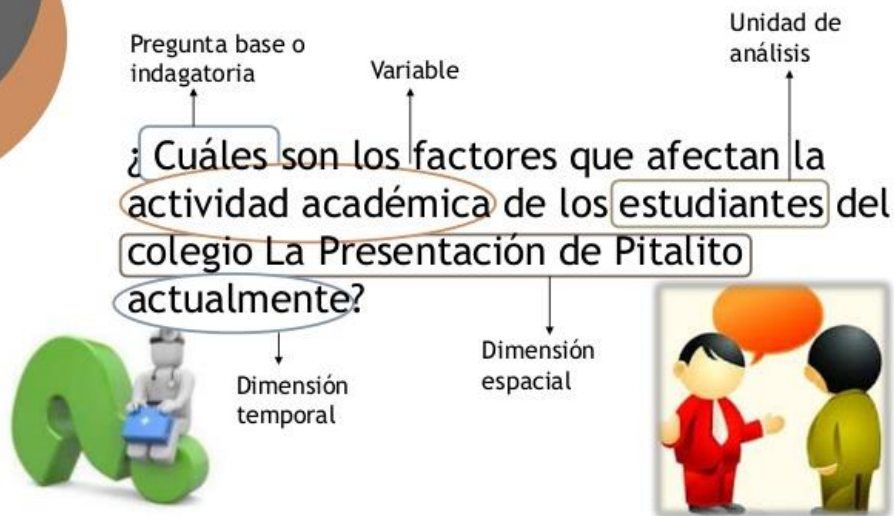 Pregunta base o
indagatoria
Variable
Unidad de
análisis
¿ Cuáles son los factores que afectan la
actividad académica de los estudiantes del
colegio La Presentación de Pitalito
actualmente?
Dimensión
temporal
Dimensión
espacial